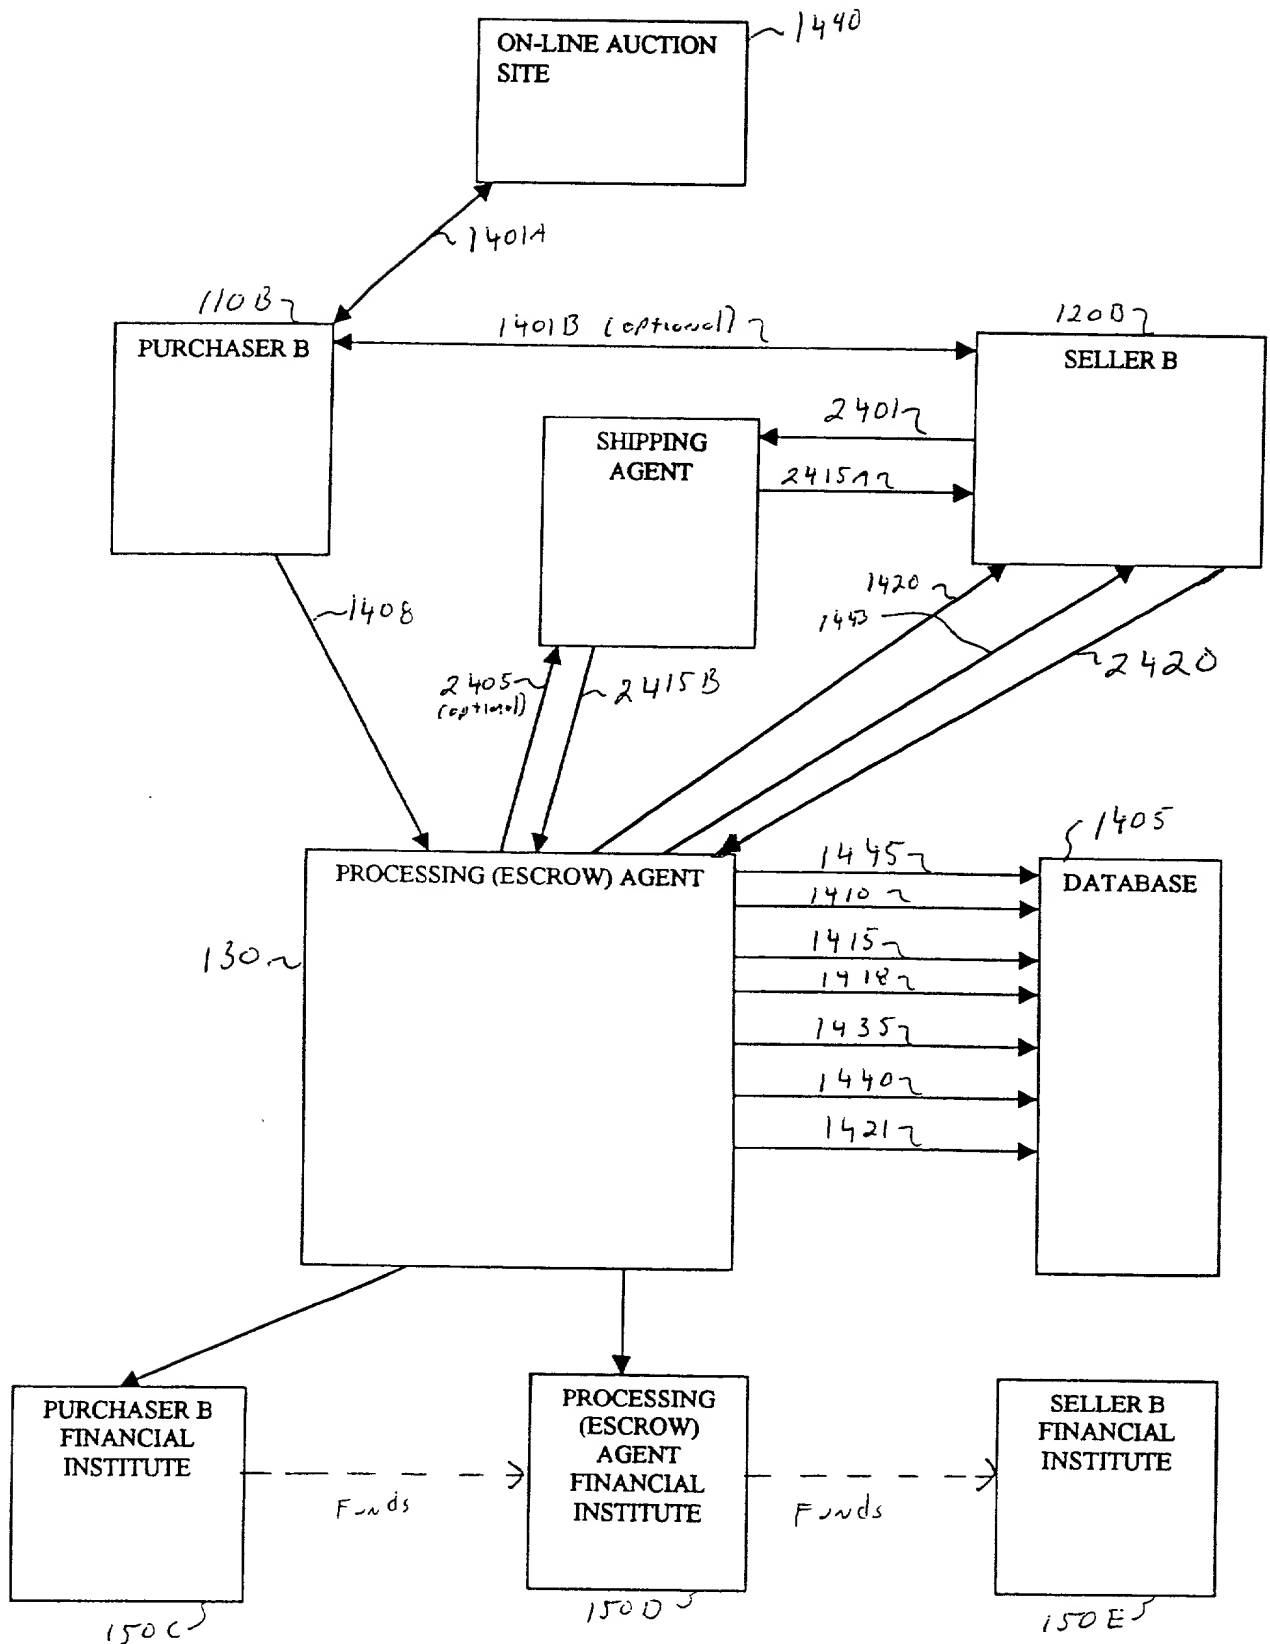 1440
ON-LINE AUCTION
SITE
1401A
110B
1401B (optional)
120B
PURCHASER B
SELLER B
2401
SHIPPING
AGENT
2415A
1408
1420
1443
2420
2405
(optional)
2415B
1405
PROCESSING (ESCROW) AGENT
1445
DATABASE
1410
130
1415
1418
1435
1440
1421
PURCHASER B
FINANCIAL
INSTITUTE
PROCESSING
(ESCROW)
AGENT
FINANCIAL
INSTITUTE
SELLER B
FINANCIAL
INSTITUTE
Funds
Funds
150C
150D
150E